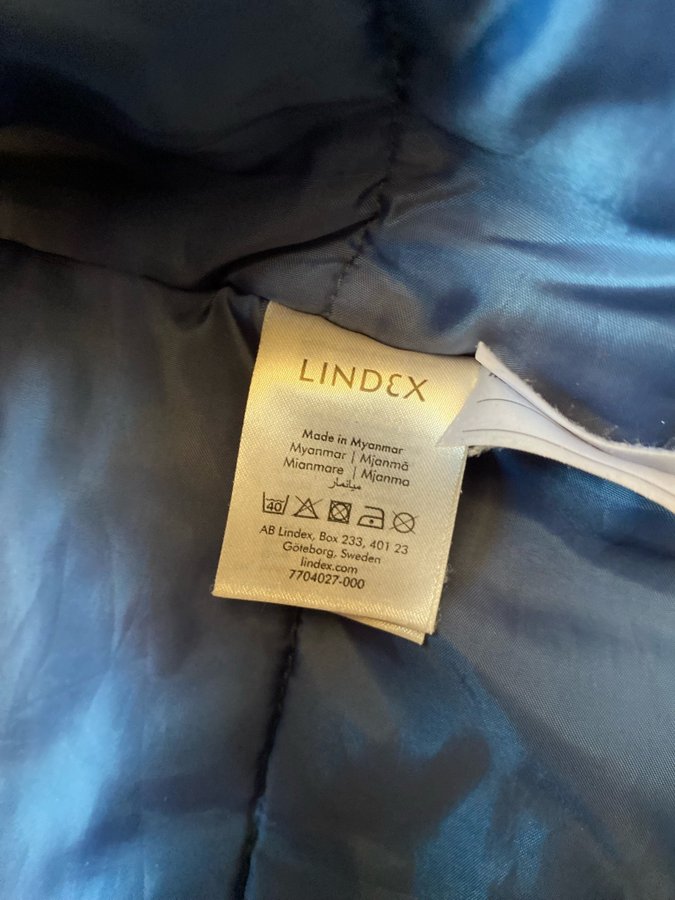 LINDEX
Made in Myanmar
Myanmar | Mjanmā
Mianmare | Mjanma
ميانمار
40
AB Lindex, Box 233, 401 23
Göteborg, Sweden
lindex.com
7704027-000